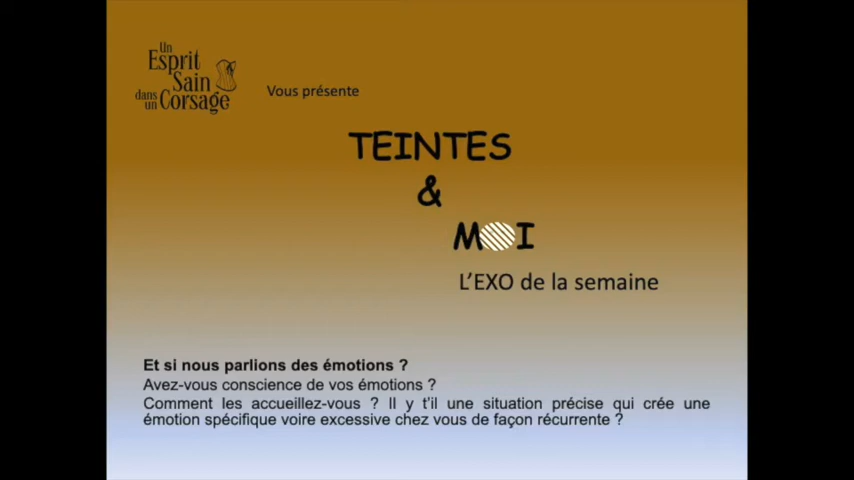 Un
Esprit
Sain
dans un Corsage
Vous présente
TEINTES
&
MOI
L'EXO de la semaine
Et si nous parlions des émotions ?
Avez-vous conscience de vos émotions ?
Comment les accueillez-vous ? Il y t'il une situation précise qui crée une
émotion spécifique voire excessive chez vous de façon récurrente ?